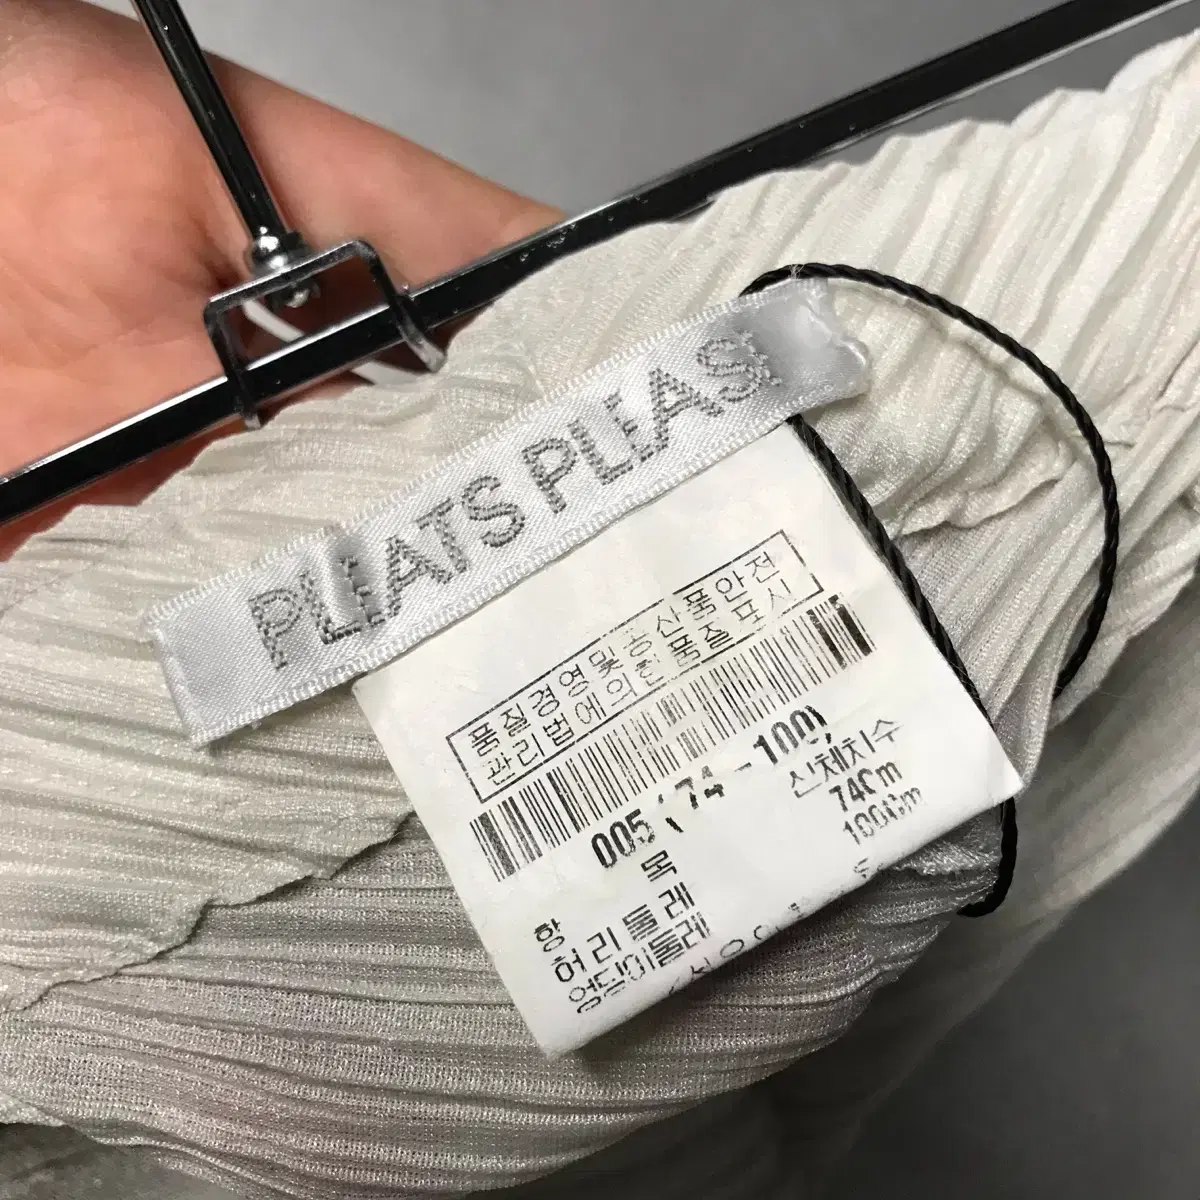 PLEATS PLEASE
품질경영및공산품안전
관리법에의한품질표시
005 (74-100)
항 목 신체치수
허리둘레 74Cm
엉덩이둘레 100Cm